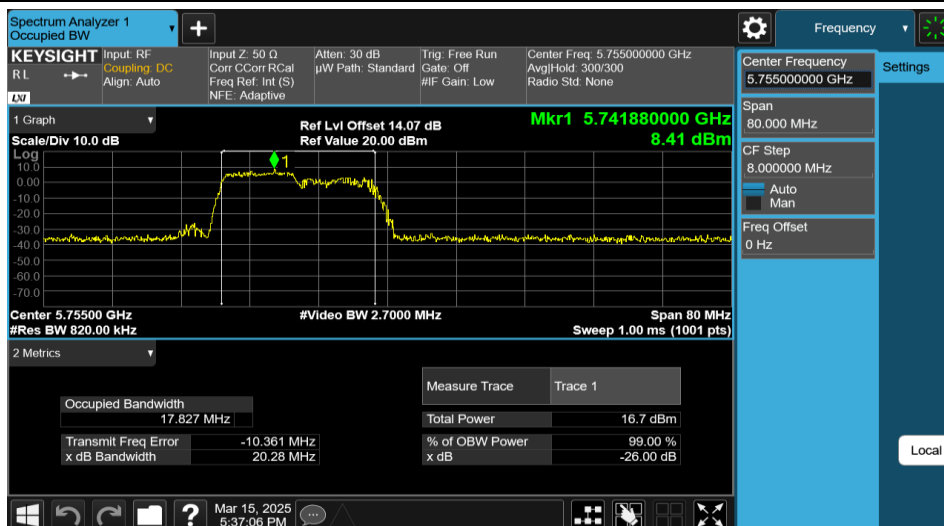 Spectrum Analyzer 1
Occupied BW
+
Frequency
KEYSIGHT
RL
LXI
Input: RF
Coupling: DC
Align: Auto
Input Z: 50 Ω
Corr CCorr RCal
Freq Ref: Int (S)
NFE: Adaptive
Atten: 30 dB
µW Path: Standard
Trig: Free Run
Gate: Off
#IF Gain: Low
Center Freq: 5.755000000 GHz
Avg|Hold: 300/300
Radio Std: None
Center Frequency
5.755000000 GHz
Settings
Span
80.000 MHz
CF Step
8.000000 MHz
Auto
Man
Freq Offset
0 Hz
1 Graph
Scale/Div 10.0 dB
Ref Lvl Offset 14.07 dB
Ref Value 20.00 dBm
Mkr1 5.741880000 GHz
8.41 dBm
Log
10.0
0.00
-10.0
-20.0
-30.0
-40.0
-50.0
-60.0
-70.0
1
Center 5.75500 GHz
#Res BW 820.00 kHz
#Video BW 2.7000 MHz
Span 80 MHz
Sweep 1.00 ms (1001 pts)
2 Metrics
Measure Trace Trace 1
Occupied Bandwidth
17.827 MHz
Total Power 16.7 dBm
Transmit Freq Error -10.361 MHz
% of OBW Power 99.00 %
x dB Bandwidth 20.28 MHz
x dB -26.00 dB
Local
?
Mar 15, 2025
5:37:06 PM